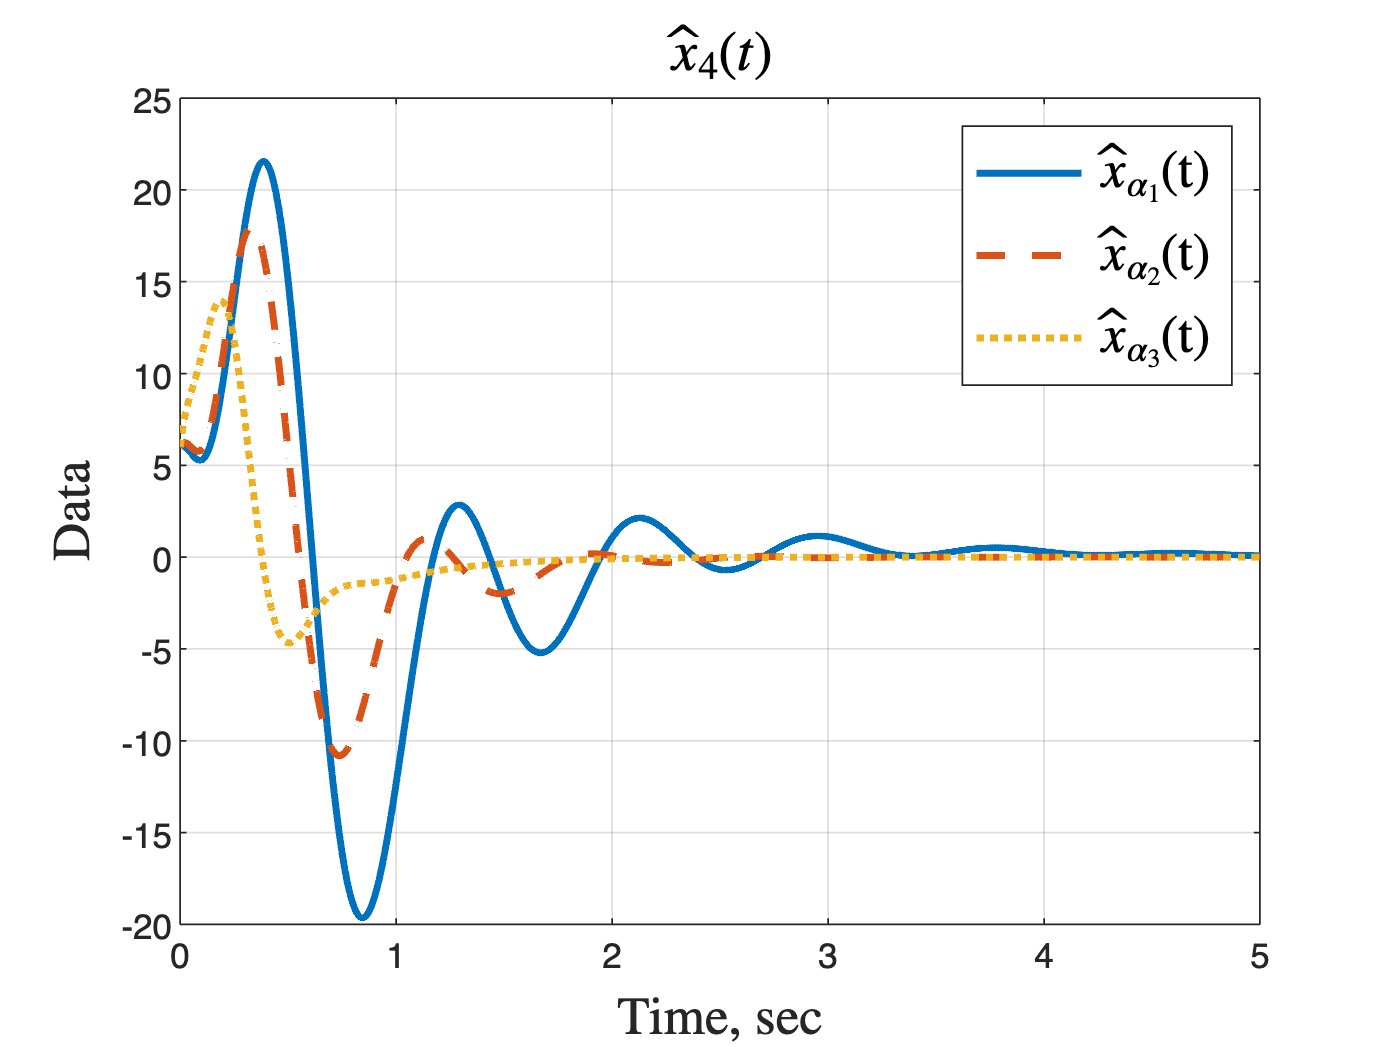 x̂₄(t)
25
20
15
10
5
0
-5
-10
-15
-20
Data
0 1 2 3 4 5
Time, sec
x̂_{α₁}(t)
x̂_{α₂}(t)
x̂_{α₃}(t)